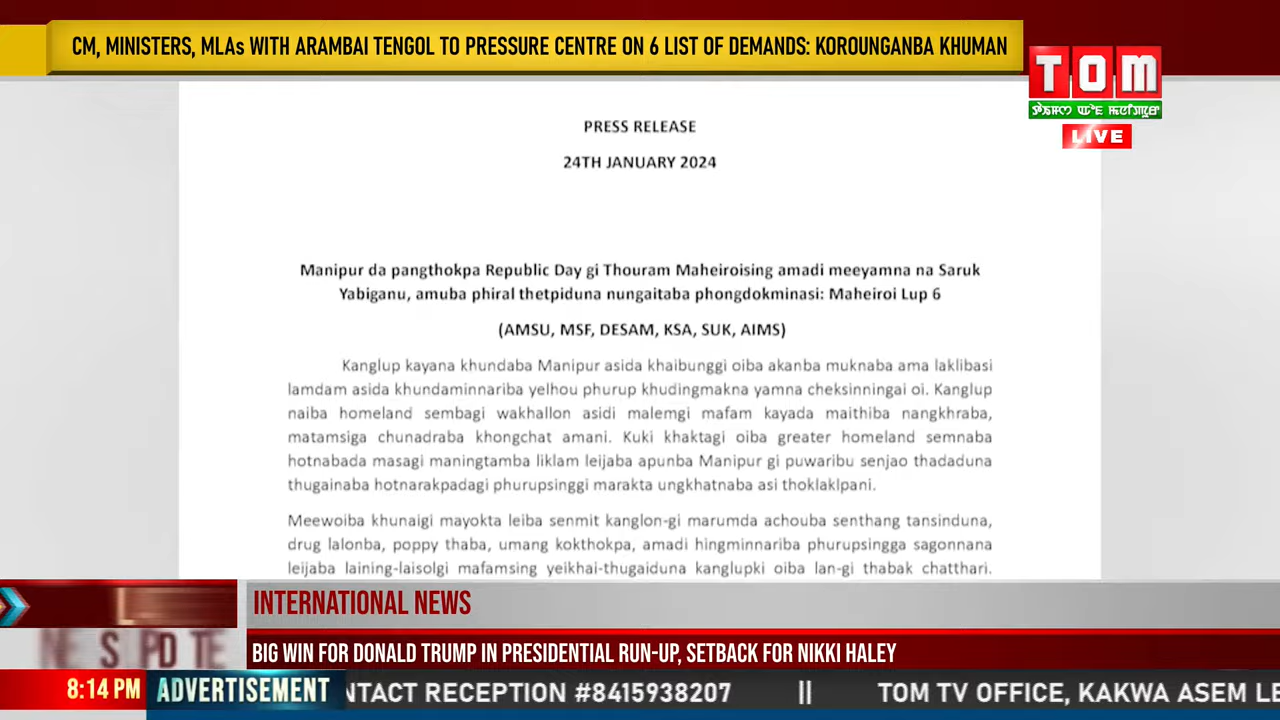 CM, MINISTERS, MLAs WITH ARAMBAI TENGOL TO PRESSURE CENTRE ON 6 LIST OF DEMANDS: KOROUNGANBA KHUMAN
TOM
LIVE
PRESS RELEASE
24TH JANUARY 2024
Manipur da pangthokpa Republic Day gi Thouram Maheiroising amadi meeyamna na Saruk
Yabiganu, amuba phiral thetpiduna nungaitaba phongdokminasi: Maheiroi Lup 6
(AMSU, MSF, DESAM, KSA, SUK, AIMS)
Kanglup kayana khundaba Manipur asida khaibunggi oiba akanba muknaba ama laklibasi
lamdam asida khundaminnariba yelhou phurup khudingmakna yamna cheksinningai oi. Kanglup
naiba homeland sembagi wakhallon asidi malemgi mafam kayada maithiba nangkhraba,
matamsiga chunadraba khongchat amani. Kuki khaktagi oiba greater homeland semnaba
hotnabada masagi maningtamba liklam leijaba apunba Manipur gi puwaribu senjao thadaduna
thugainaba hotnarakpadagi phurupsinggi marakta ungkhatnaba asi thoklaklpani.
Meewoiba khunaigi mayokta leiba senmit kanglon-gi marumda achouba senthang tansinduna,
drug lalonba, poppy thaba, umang kokthokpa, amadi hingminnariba phurupsingga sagonnana
leijaba laining-laisolgi mafamsing yeikhai-thugaiduna kanglupki oiba lan-gi thabak chatthari.
INTERNATIONAL NEWS
BIG WIN FOR DONALD TRUMP IN PRESIDENTIAL RUN-UP, SETBACK FOR NIKKI HALEY
8:14 PM ADVERTISEMENT NTACT RECEPTION #8415938207 || TOM TV OFFICE, KAKWA ASEM LE